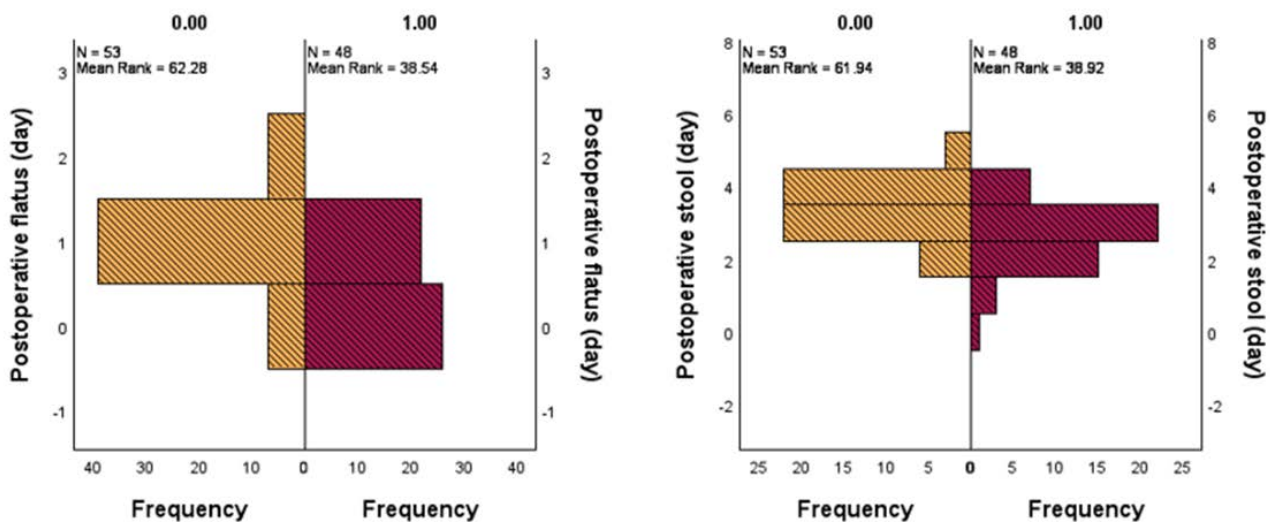 0.00 1.00
N = 53
Mean Rank = 62.28
N = 48
Mean Rank = 38.54
Postoperative flatus (day)
3
2
1
0
-1
3
2
1
0
-1
Postoperative flatus (day)
40 30 20 10 0 10 20 30 40
Frequency Frequency
0.00 1.00
N = 53
Mean Rank = 61.94
N = 48
Mean Rank = 38.92
Postoperative stool (day)
8
6
4
2
0
-2
8
6
4
2
0
-2
Postoperative stool (day)
25 20 15 10 5 0 5 10 15 20 25
Frequency Frequency